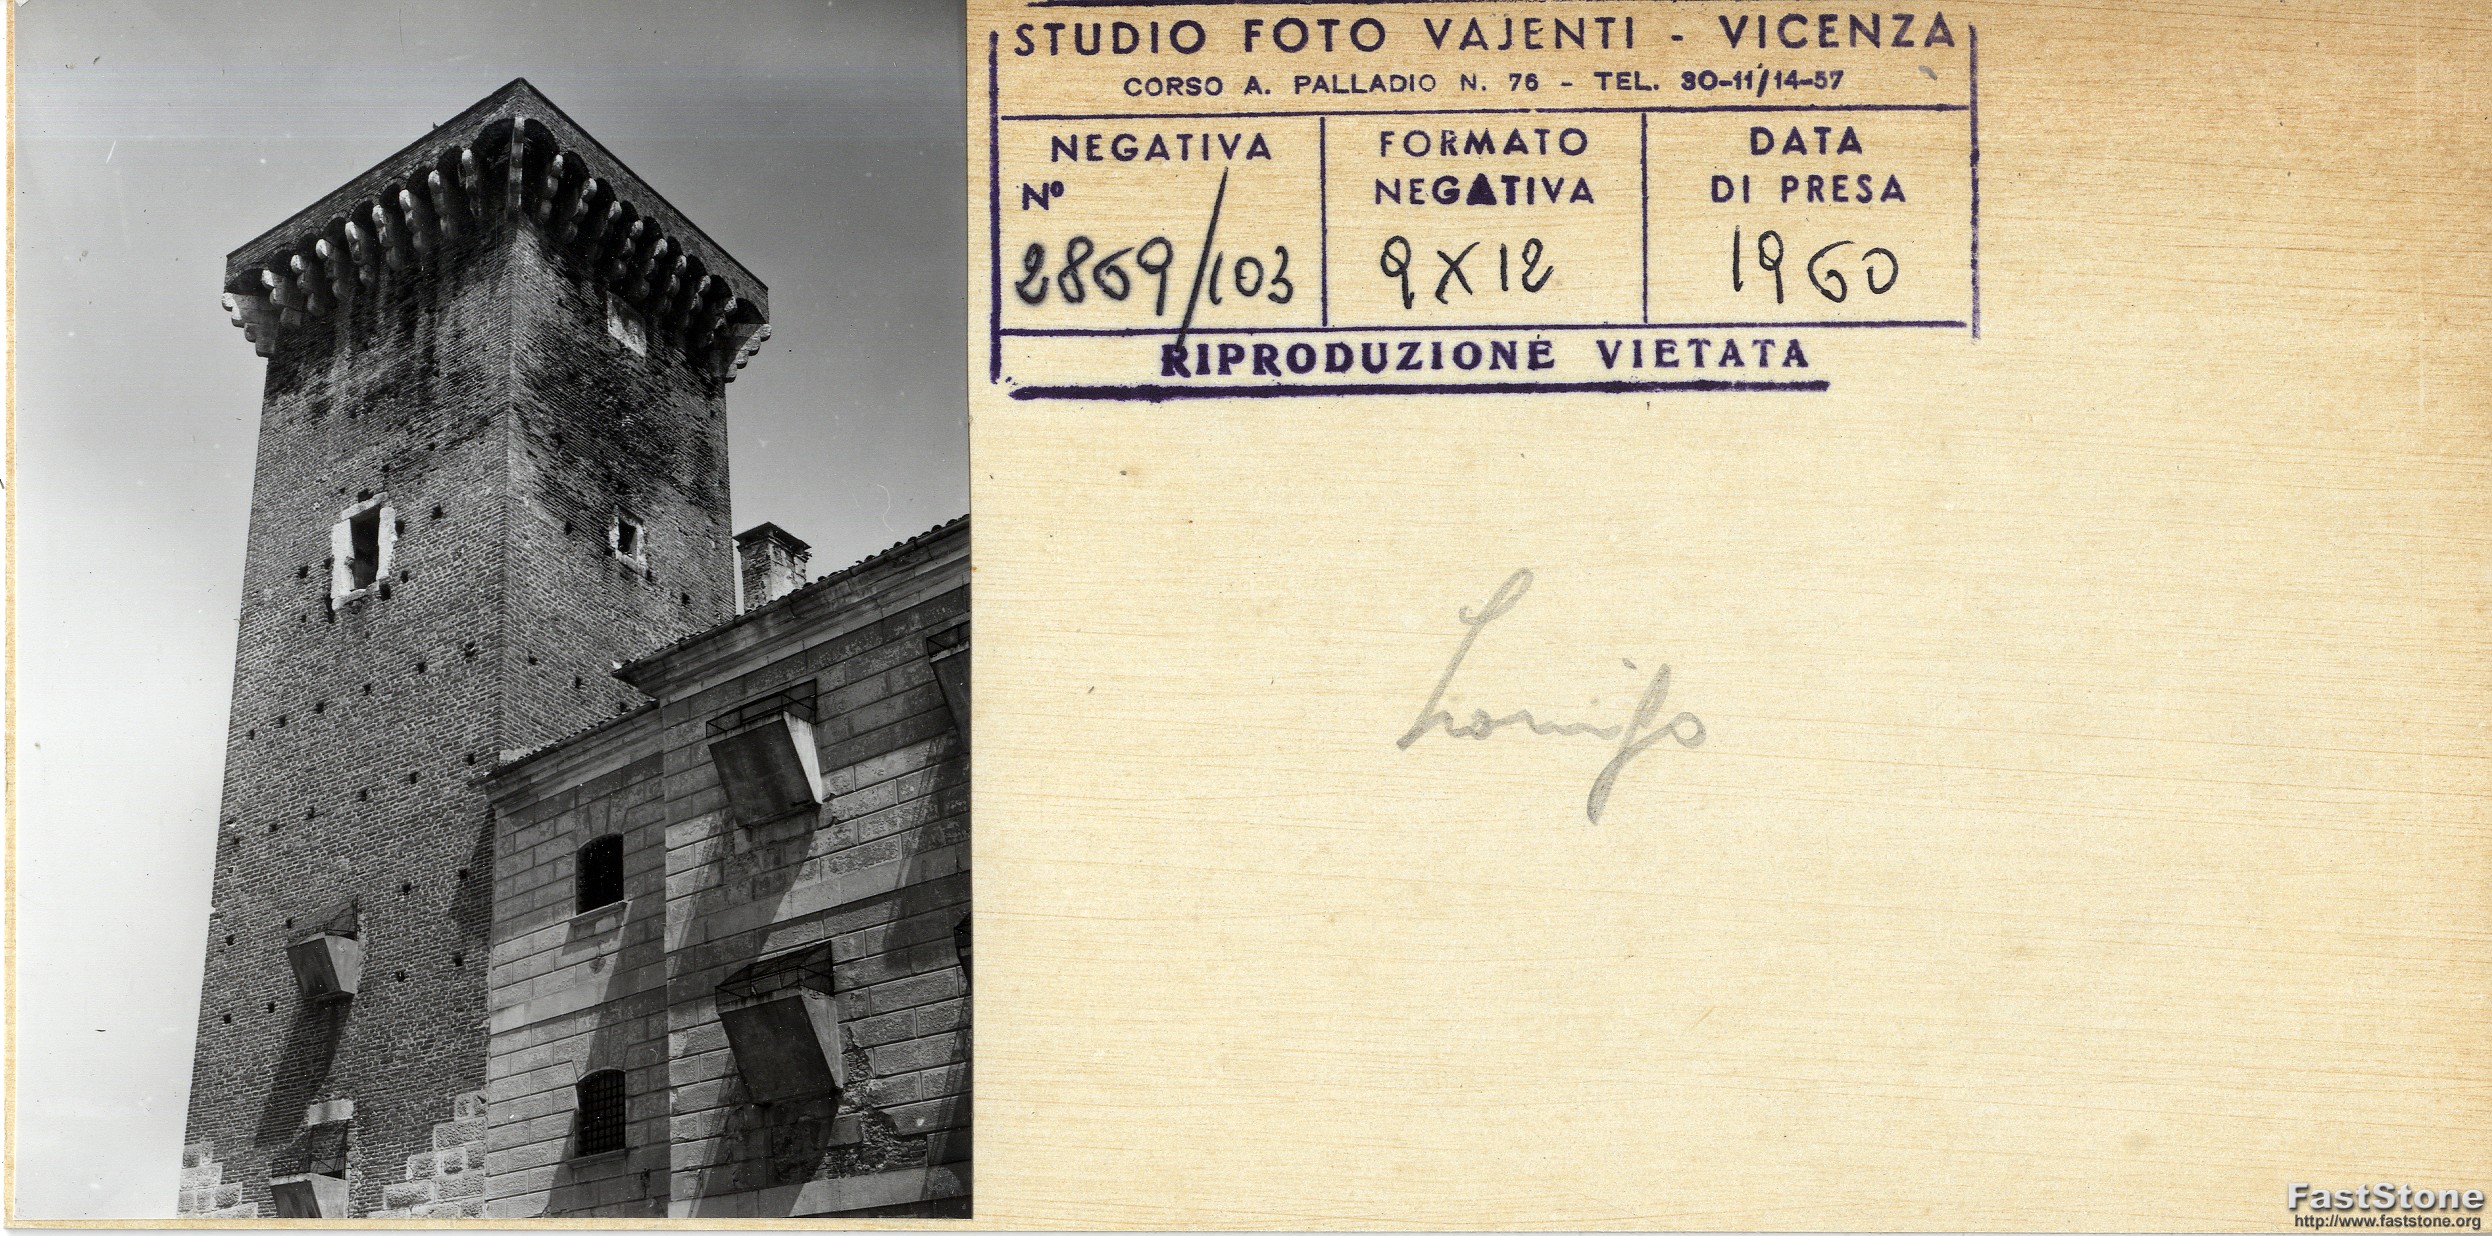 STUDIO FOTO VAJENTI - VICENZA
CORSO A. PALLADIO N. 76 - TEL. 30-11/14-57
NEGATIVA
Nº
2869/103
FORMATO
NEGATIVA
9X12
DATA
DI PRESA
1960
RIPRODUZIONE VIETATA
Lonigo
FastStone
http://www.faststone.org